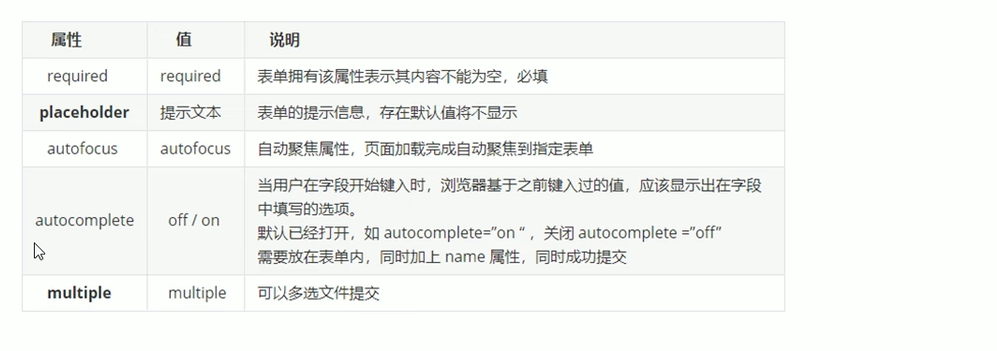 属性 值 说明
required required 表单拥有该属性表示其内容不能为空，必填
placeholder 提示文本 表单的提示信息，存在默认值将不显示
autofocus autofocus 自动聚焦属性，页面加载完成自动聚焦到指定表单
autocomplete off / on 当用户在字段开始键入时，浏览器基于之前键入过的值，应该显示出在字段
中填写的选项。
默认已经打开，如 autocomplete=”on “ ，关闭 autocomplete =”off”
需要放在表单内，同时加上 name 属性，同时成功提交
multiple multiple 可以多选文件提交